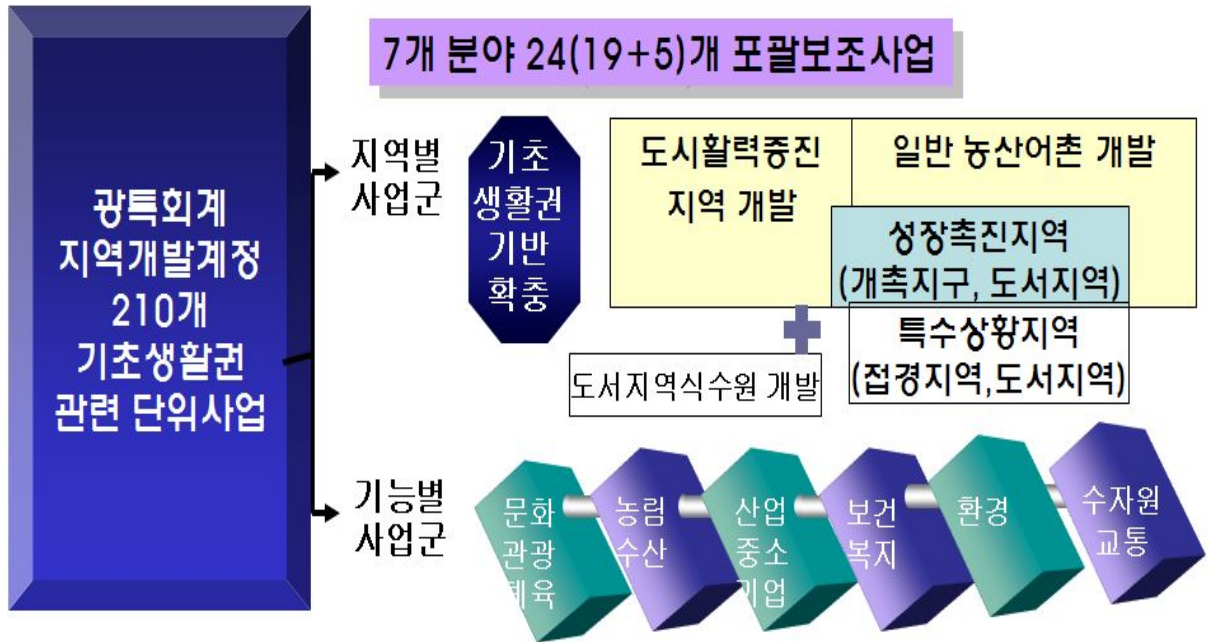 7개 분야 24(19+5)개 포괄보조사업
광특회계
지역개발계정
210개
기초생활권
관련 단위사업
지역별
사업군
기초
생활권
기반
확충
도시활력증진
지역 개발
일반 농산어촌 개발
성장촉진지역
(개촉지구, 도서지역)
특수상황지역
(접경지역,도서지역)
도서지역식수원 개발
기능별
사업군
문화
관광
체육
농림
수산
산업
중소
기업
보건
복지
환경
수자원
교통